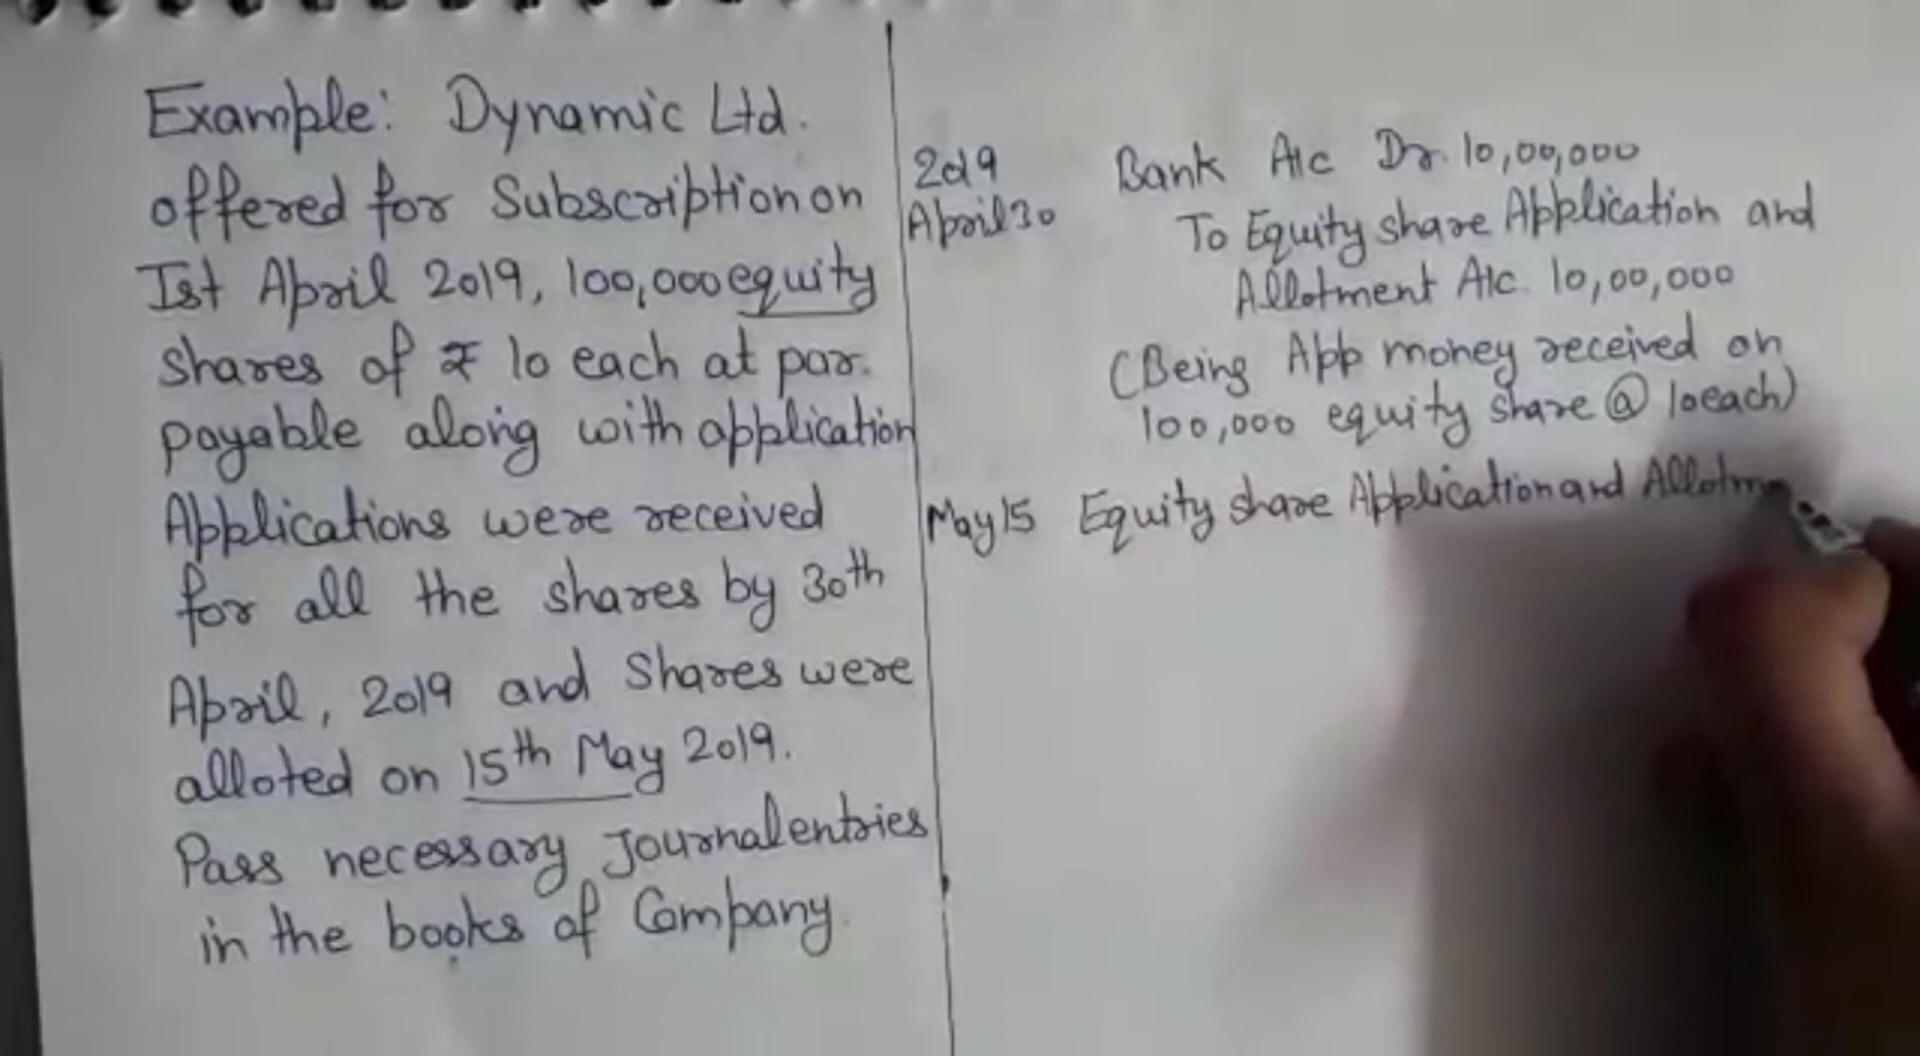 Example: Dynamic Ltd.
offered for Subscription on
Ist April 2019, 100,000 equity
shares of ₹ 10 each at par.
payable along with application
Applications were received
for all the shares by 30th
April, 2019 and Shares were
alloted on 15th May 2019.
Pass necessary Journal entries
in the books of Company.
2019
April 30
Bank A/c Dr. 10,00,000
To Equity share Application and
Allotment A/c. 10,00,000
(Being App money received on
100,000 equity share @ 10 each)
May 15 Equity share Application and Allotm